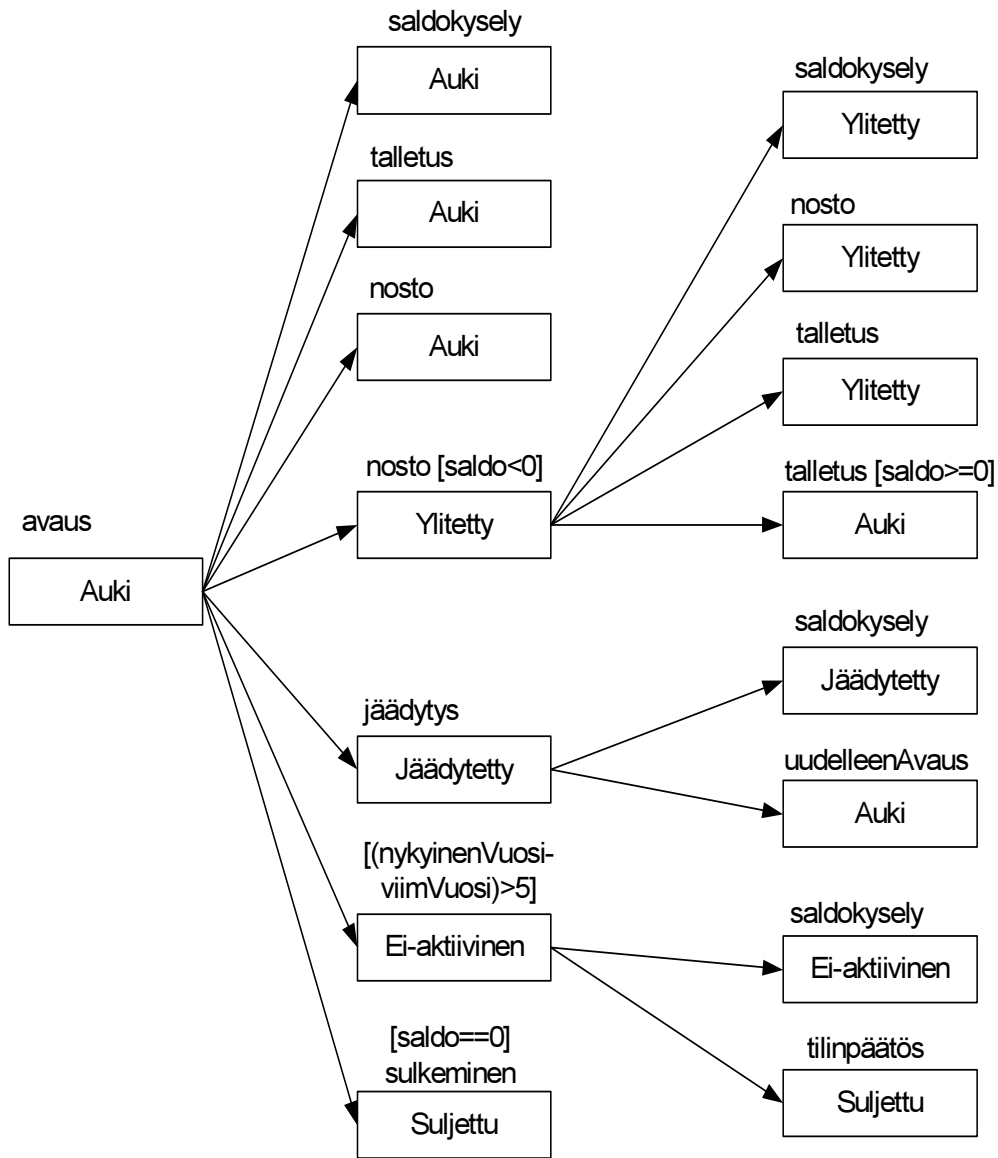 avaus
Auki
saldokysely
Auki
talletus
Auki
nosto
Auki
nosto [saldo<0]
Ylitetty
jäädytys
Jäädytetty
[(nykyinenVuosi-
viimVuosi)>5]
Ei-aktiivinen
[saldo==0]
sulkeminen
Suljettu
saldokysely
Ylitetty
nosto
Ylitetty
talletus
Ylitetty
talletus [saldo>=0]
Auki
saldokysely
Jäädytetty
uudelleenAvaus
Auki
saldokysely
Ei-aktiivinen
tilinpäätös
Suljettu